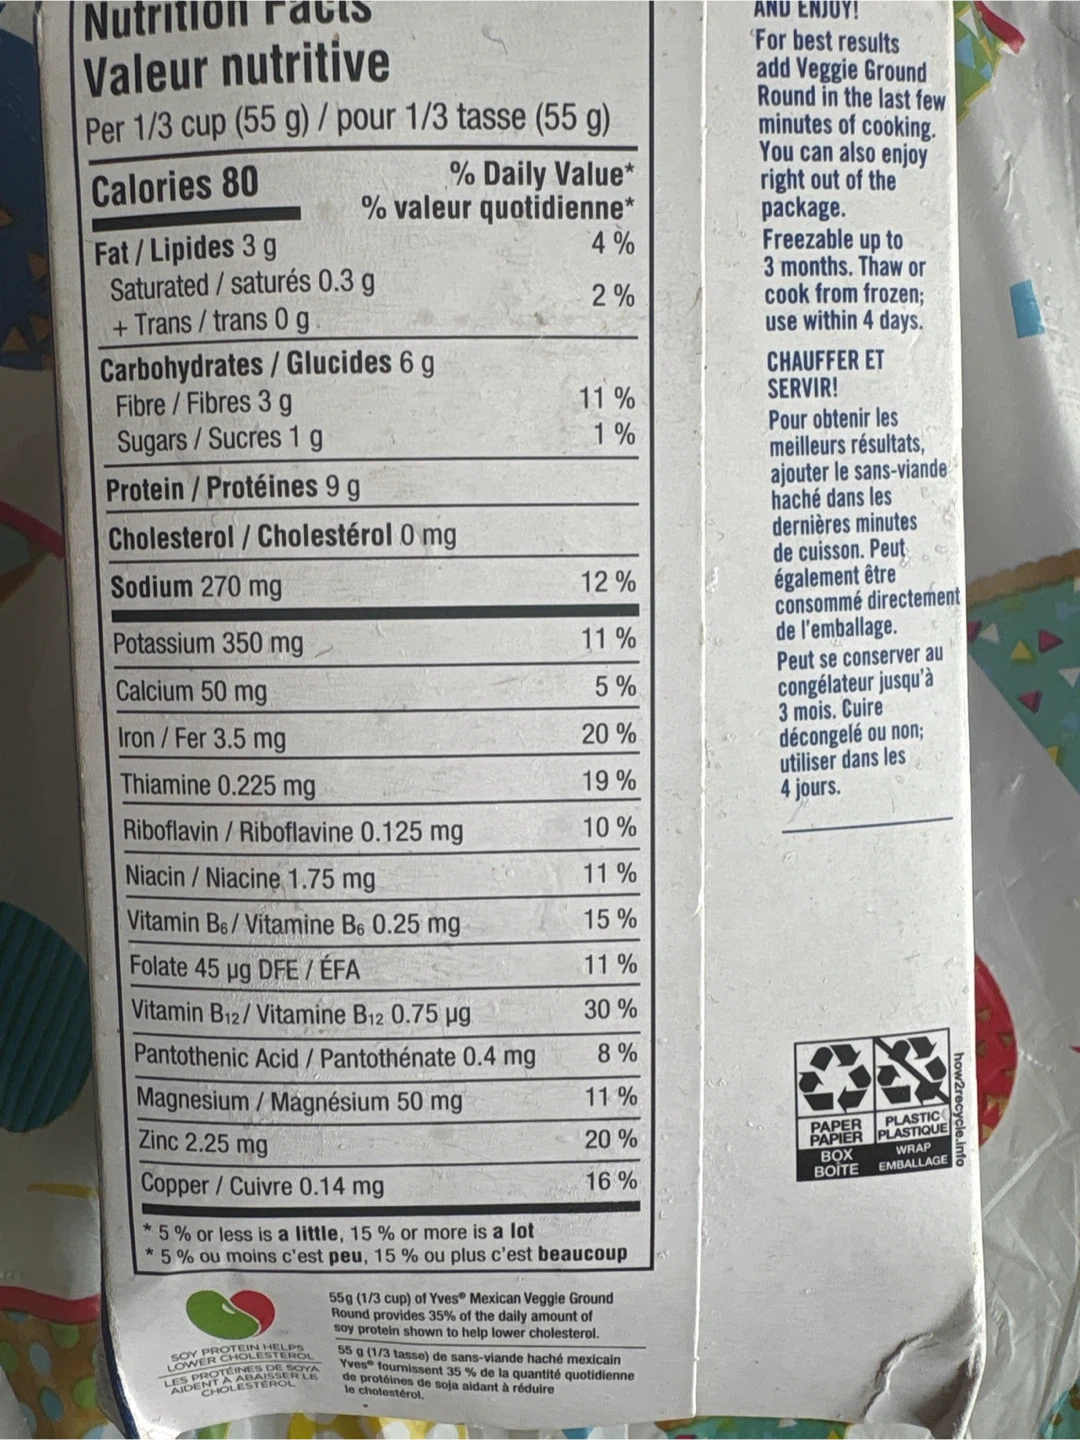 Nutrition Facts
Valeur nutritive
Per 1/3 cup (55 g) / pour 1/3 tasse (55 g)
Calories 80
% Daily Value*
% valeur quotidienne*
Fat / Lipides 3 g 4 %
Saturated / saturés 0.3 g
+ Trans / trans 0 g 2 %
Carbohydrates / Glucides 6 g
Fibre / Fibres 3 g 11 %
Sugars / Sucres 1 g 1 %
Protein / Protéines 9 g
Cholesterol / Cholestérol 0 mg
Sodium 270 mg 12 %
Potassium 350 mg 11 %
Calcium 50 mg 5 %
Iron / Fer 3.5 mg 20 %
Thiamine 0.225 mg 19 %
Riboflavin / Riboflavine 0.125 mg 10 %
Niacin / Niacine 1.75 mg 11 %
Vitamin B6 / Vitamine B6 0.25 mg 15 %
Folate 45 µg DFE / ÉFA 11 %
Vitamin B12 / Vitamine B12 0.75 µg 30 %
Pantothenic Acid / Pantothénate 0.4 mg 8 %
Magnesium / Magnésium 50 mg 11 %
Zinc 2.25 mg 20 %
Copper / Cuivre 0.14 mg 16 %
* 5 % or less is a little, 15 % or more is a lot
* 5 % ou moins c'est peu, 15 % ou plus c'est beaucoup
SOY PROTEIN HELPS
LOWER CHOLESTEROL
LES PROTÉINES DE SOYA
AIDENT À ABAISSER LE
CHOLESTÉROL
55g (1/3 cup) of Yves® Mexican Veggie Ground
Round provides 35% of the daily amount of
soy protein shown to help lower cholesterol.
55 g (1/3 tasse) de sans-viande haché mexicain
Yves® fournissent 35 % de la quantité quotidienne
de protéines de soja aidant à réduire
le cholestérol.
AND ENJOY!
For best results
add Veggie Ground
Round in the last few
minutes of cooking.
You can also enjoy
right out of the
package.
Freezable up to
3 months. Thaw or
cook from frozen;
use within 4 days.
CHAUFFER ET
SERVIR!
Pour obtenir les
meilleurs résultats,
ajouter le sans-viande
haché dans les
dernières minutes
de cuisson. Peut
également être
consommé directement
de l'emballage.
Peut se conserver au
congélateur jusqu'à
3 mois. Cuire
décongelé ou non;
utiliser dans les
4 jours.
PAPER
PAPIER
BOX
BOÎTE
PLASTIC
PLASTIQUE
WRAP
EMBALLAGE
how2recycle.info